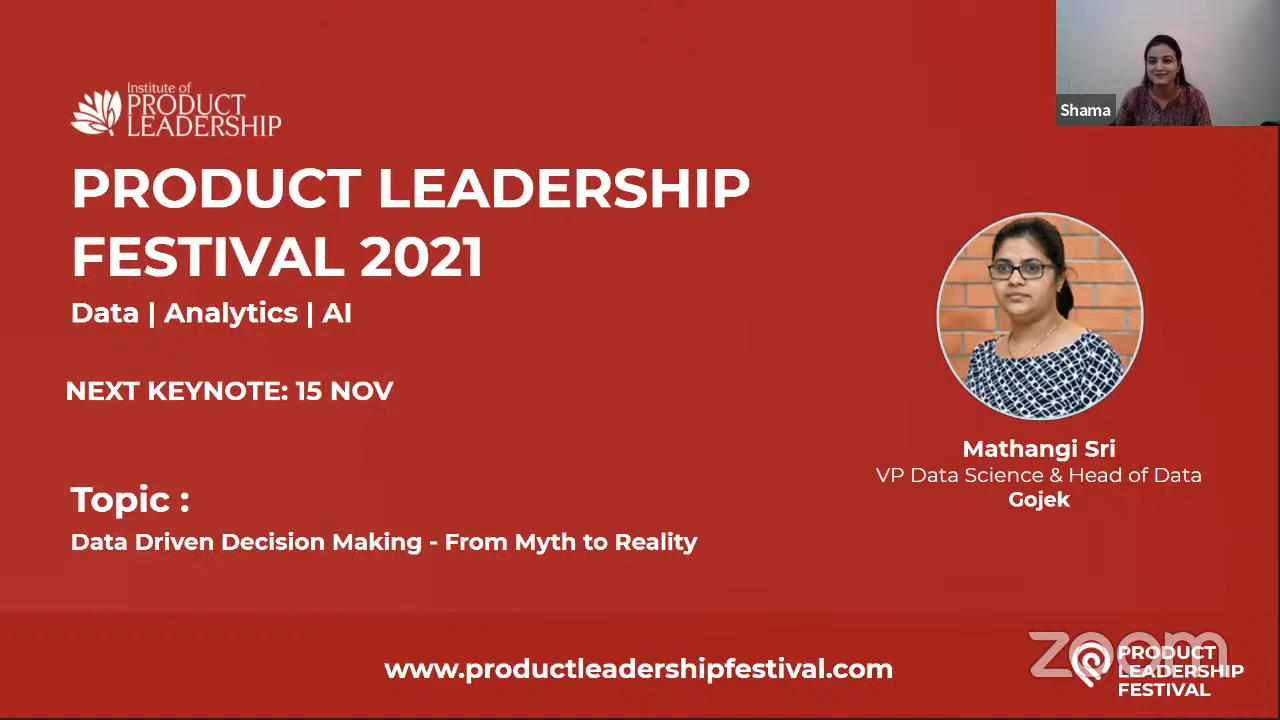 Shama
Institute of
PRODUCT
LEADERSHIP
PRODUCT LEADERSHIP
FESTIVAL 2021
Data | Analytics | AI
NEXT KEYNOTE: 15 NOV
Mathangi Sri
VP Data Science & Head of Data
Gojek
Topic :
Data Driven Decision Making - From Myth to Reality
www.productleadershipfestival.com
zoom
PRODUCT
LEADERSHIP
FESTIVAL